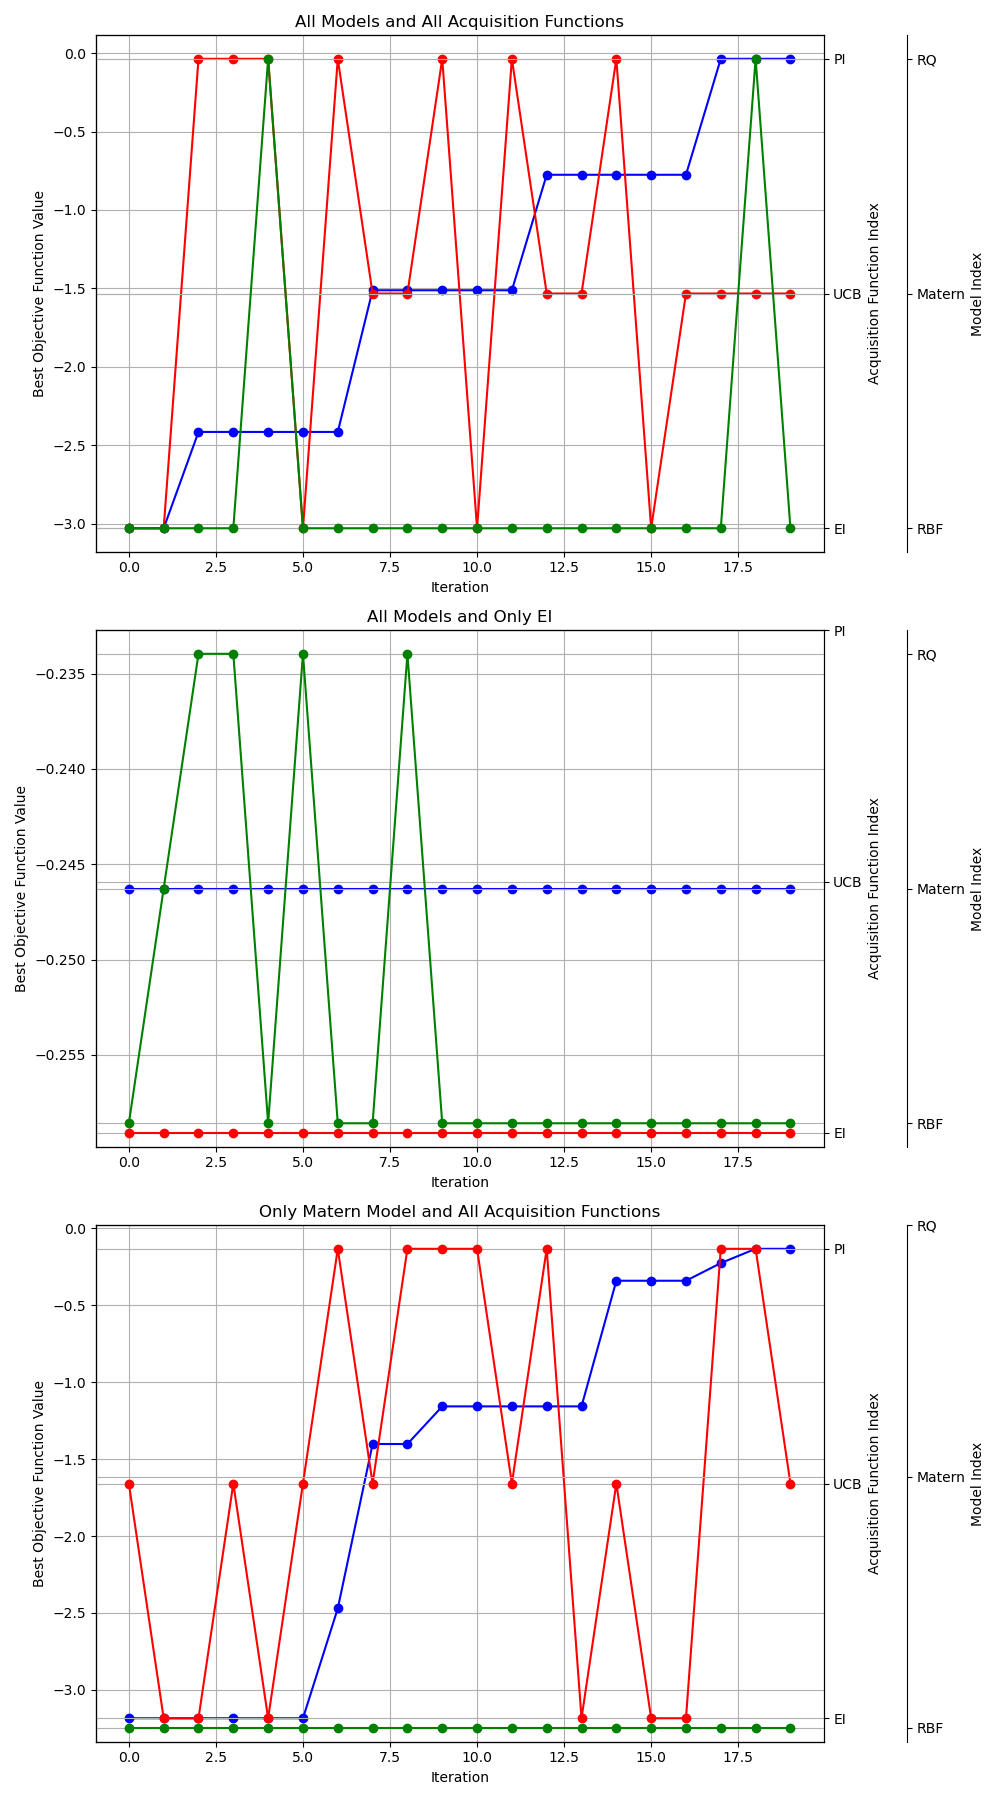 All Models and All Acquisition Functions
0.0
−0.5
−1.0
−1.5
−2.0
−2.5
−3.0
Best Objective Function Value
0.0 2.5 5.0 7.5 10.0 12.5 15.0 17.5
Iteration
PI
UCB
EI
Acquisition Function Index
RQ
Matern
RBF
Model Index
All Models and Only EI
−0.235
−0.240
−0.245
−0.250
−0.255
Best Objective Function Value
0.0 2.5 5.0 7.5 10.0 12.5 15.0 17.5
Iteration
PI
UCB
EI
Acquisition Function Index
RQ
Matern
RBF
Model Index
Only Matern Model and All Acquisition Functions
0.0
−0.5
−1.0
−1.5
−2.0
−2.5
−3.0
Best Objective Function Value
0.0 2.5 5.0 7.5 10.0 12.5 15.0 17.5
Iteration
PI
UCB
EI
Acquisition Function Index
RQ
Matern
RBF
Model Index